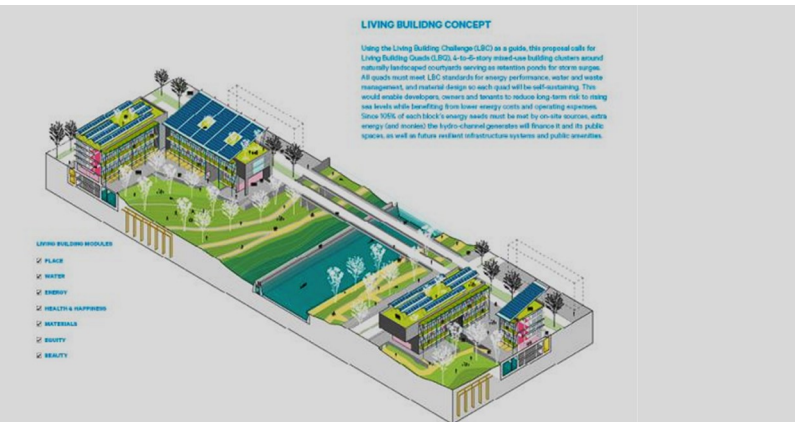 LIVING BUILIDNG CONCEPT
Using the Living Building Challenge (LBC) as a guide, this proposal calls for
Living Building Quads (LBQ), 4-to-6-story mixed-use building clusters around
naturally landscaped courtyards serving as retention ponds for storm surges.
All quads must meet LBC standards for energy performance, water and waste
management, and material design so each quad will be self-sustaining. This
would enable developers, owners and tenants to reduce long-term risk to rising
sea levels while benefiting from lower energy costs and operating expenses.
Since 105% of each block's energy needs must be met by on-site sources, extra
energy (and monies) the hydro-channel generates will finance it and its public
spaces, as well as future resilient infrastructure systems and public amenities.
LIVING BUILDING MODULES
PLACE
WATER
ENERGY
HEALTH & HAPPINESS
MATERIALS
EQUITY
BEAUTY